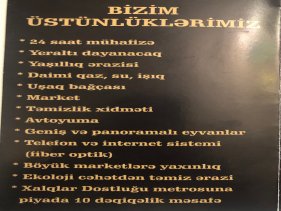 BİZİM
ÜSTÜNLÜKLƏRİMİZ
* 24 saat mühafizə
* Yeraltı dayanacaq
* Yaşıllıq ərazisi
* Daimi qaz, su, işıq
* Uşaq bağçası
* Market
* Təmizlik xidməti
* Avtoyuma
* Geniş və panoramalı eyvanlar
* Telefon və internet sistemi
(fiber optik)
* Böyük marketlərə yaxınlıq
* Ekoloji cəhətdən təmiz ərazi
* Xalqlar Dostluğu metrosuna
piyada 10 dəqiqəlik məsafə